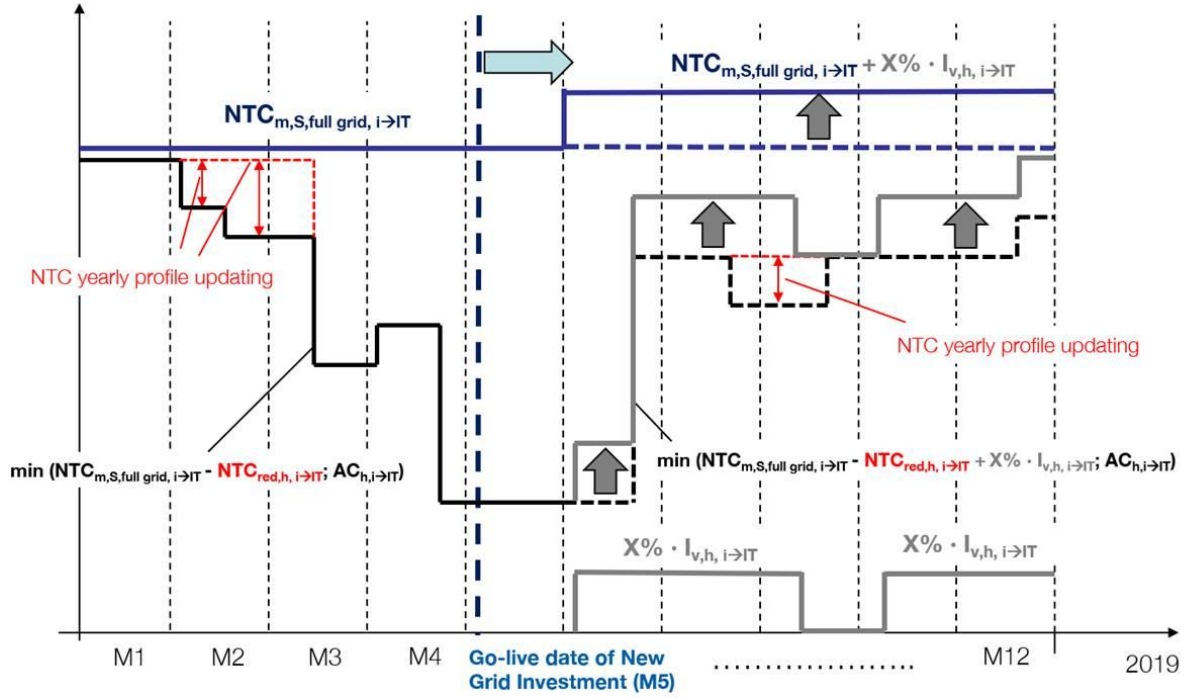 NTCm,S,full grid, i→IT + X% · Iv,h, i→IT
NTCm,S,full grid, i→IT
NTC yearly profile updating
NTC yearly profile updating
min (NTCm,S,full grid, i→IT - NTCred,h, i→IT; ACh,i→IT)
min (NTCm,S,full grid, i→IT - NTCred,h, i→IT + X% · Iv,h, i→IT; ACh,i→IT)
X% · Iv,h, i→IT
X% · Iv,h, i→IT
M1
M2
M3
M4
Go-live date of New
Grid Investment (M5)
....................
M12
2019